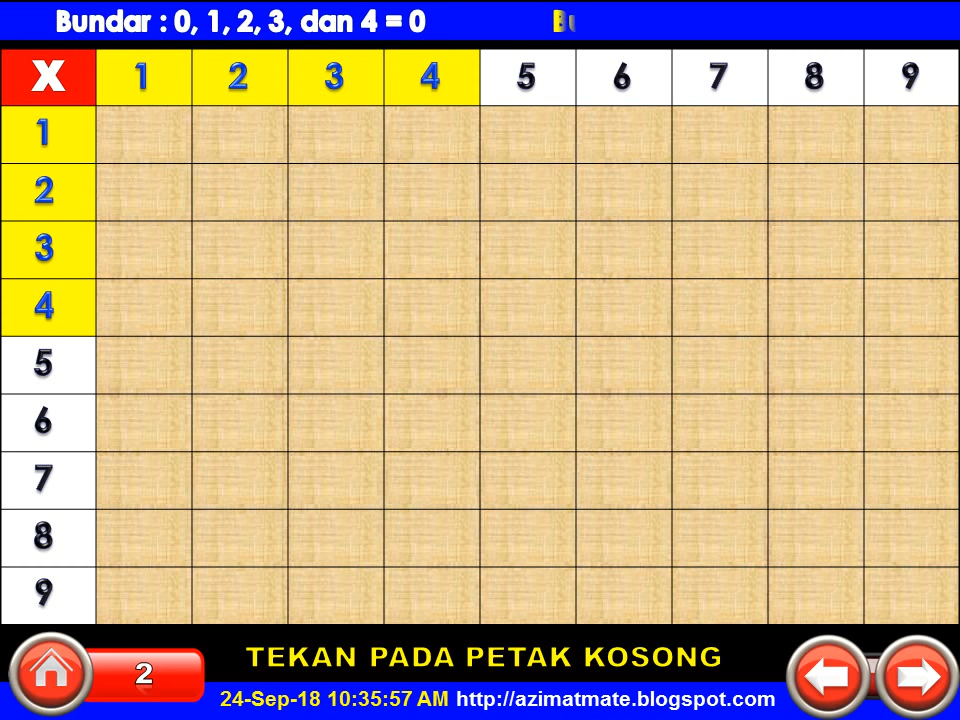 Bundar : 0, 1, 2, 3, dan 4 = 0
X 1 2 3 4 5 6 7 8 9
1
2
3
4
5
6
7
8
9
TEKAN PADA PETAK KOSONG
2
24-Sep-18 10:35:57 AM http://azimatmate.blogspot.com